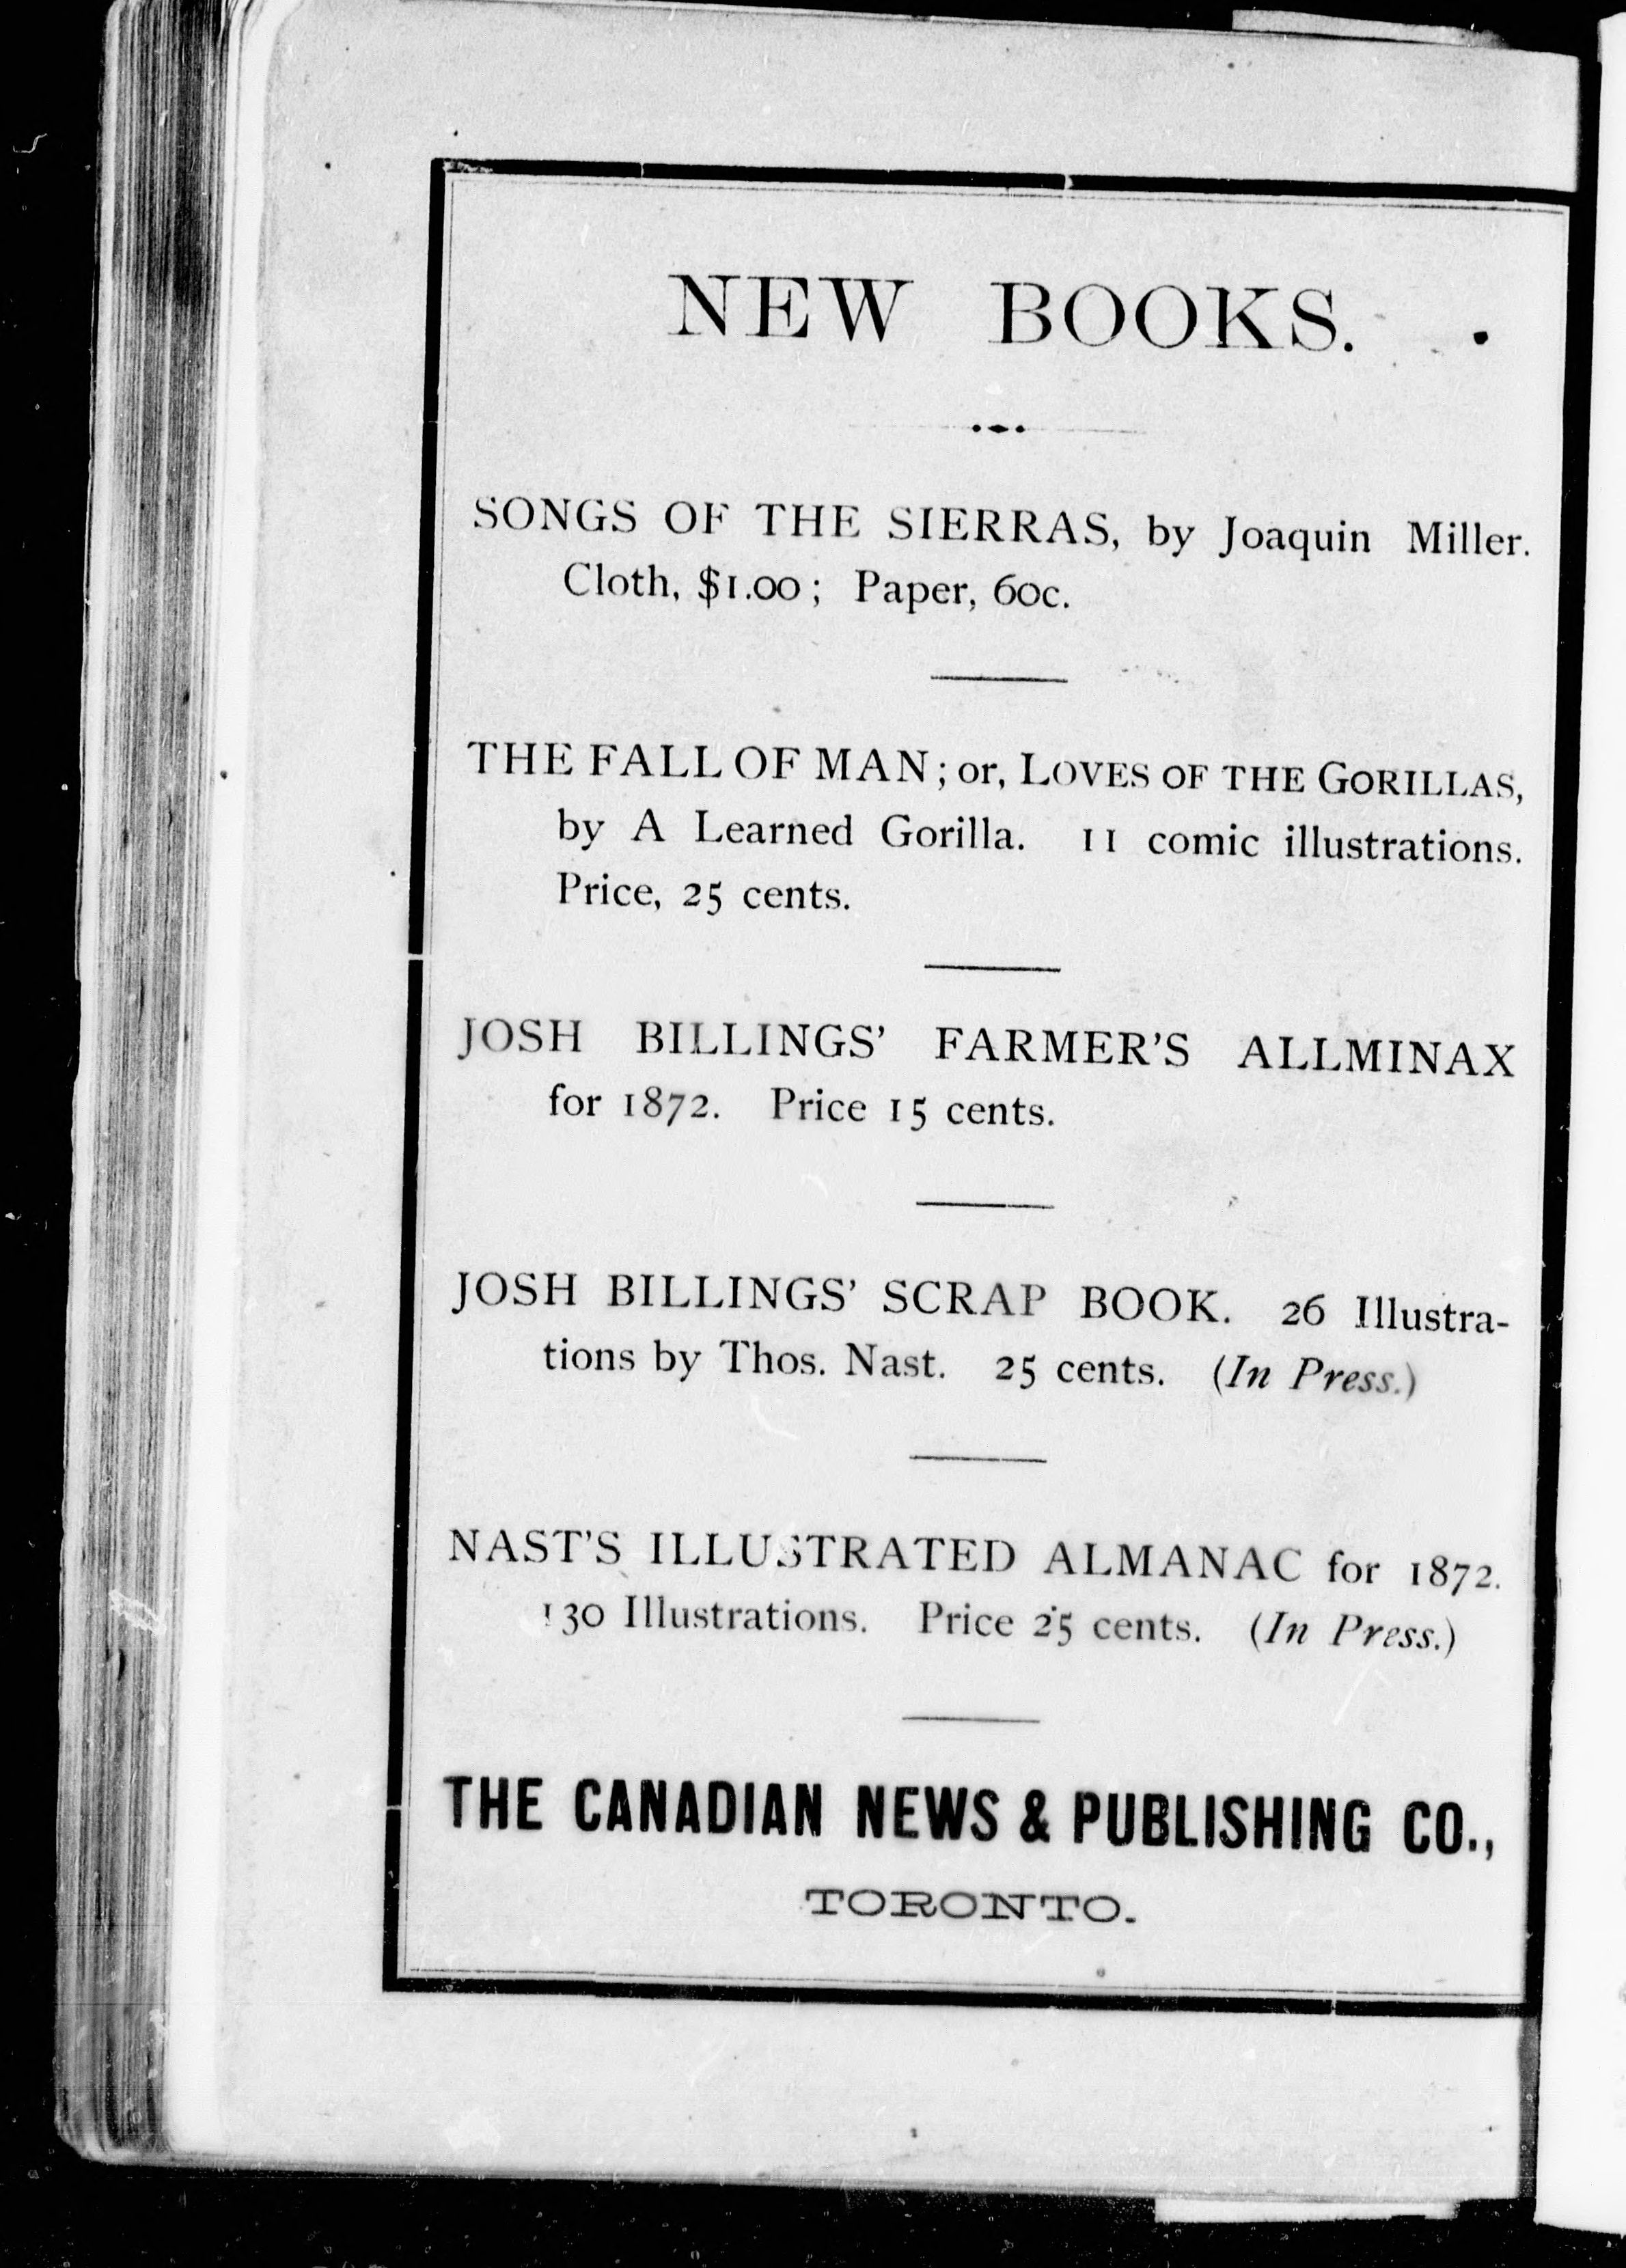 NEW BOOKS.
SONGS OF THE SIERRAS, by Joaquin Miller.
Cloth, $1.00; Paper, 60c.
THE FALL OF MAN; or, LOVES OF THE GORILLAS,
by A Learned Gorilla. 11 comic illustrations.
Price, 25 cents.
JOSH BILLINGS' FARMER'S ALLMINAX
for 1872. Price 15 cents.
JOSH BILLINGS' SCRAP BOOK. 26 Illustra-
tions by Thos. Nast. 25 cents. (In Press.)
NAST'S ILLUSTRATED ALMANAC for 1872.
130 Illustrations. Price 25 cents. (In Press.)
THE CANADIAN NEWS & PUBLISHING CO.,
TORONTO.